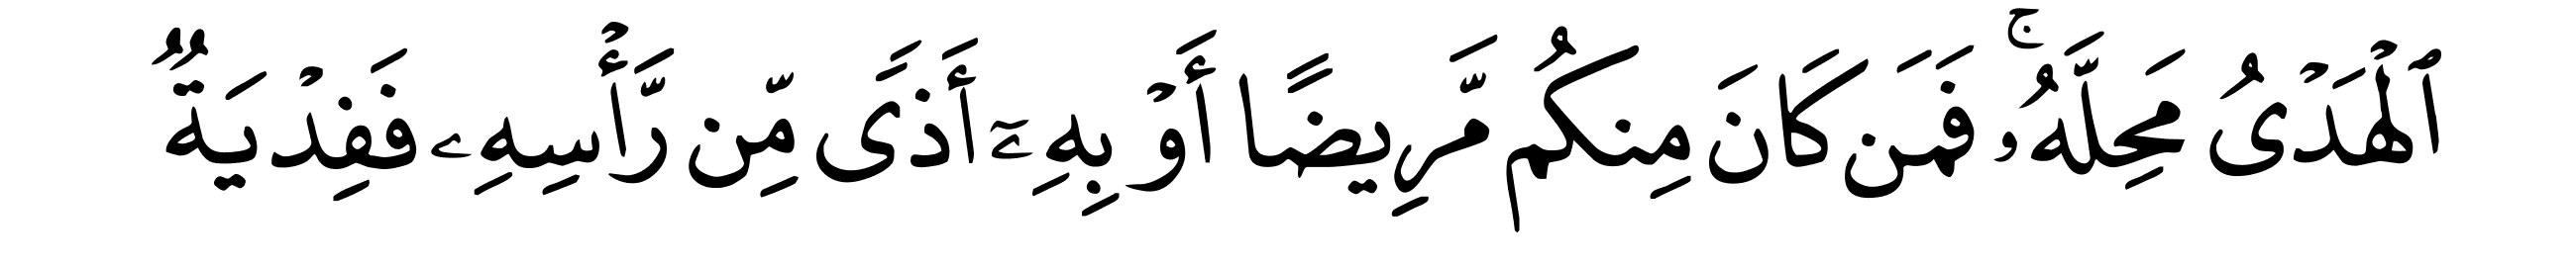 ٱلْهَدْىُ مَحِلَّهُۥ ۚ فَمَن كَانَ مِنكُم مَّرِيضًا أَوْ بِهِۦٓ أَذًى مِّن رَّأْسِهِۦ فَفِدْيَةٌ